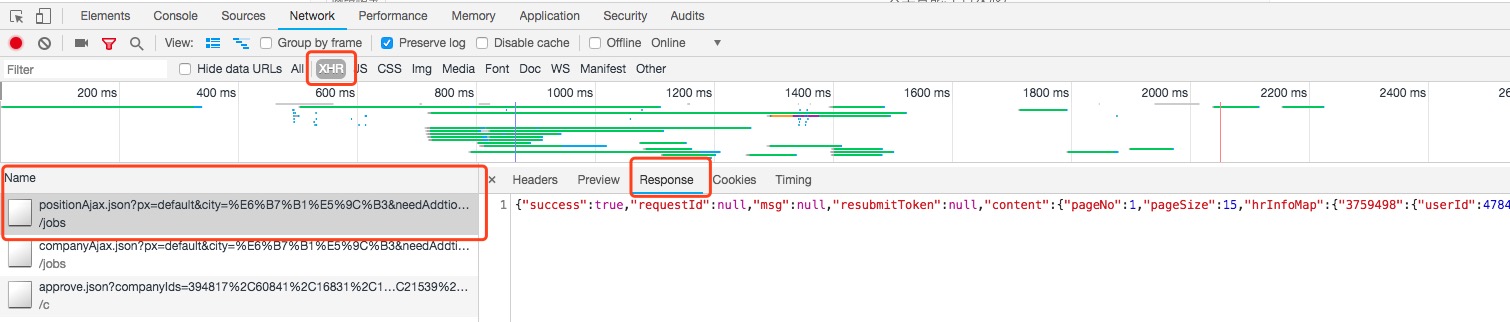 Elements Console Sources Network Performance Memory Application Security Audits
View: Group by frame Preserve log Disable cache Offline Online
Filter Hide data URLs All XHR JS CSS Img Media Font Doc WS Manifest Other
200 ms 400 ms 600 ms 800 ms 1000 ms 1200 ms 1400 ms 1600 ms 1800 ms 2000 ms 2200 ms 2400 ms
Name × Headers Preview Response Cookies Timing
positionAjax.json?px=default&city=%E6%B7%B1%E5%9C%B3&needAddtio…
/jobs
1 {"success":true,"requestId":null,"msg":null,"resubmitToken":null,"content":{"pageNo":1,"pageSize":15,"hrInfoMap":{"3759498":{"userId":4784
companyAjax.json?px=default&city=%E6%B7%B1%E5%9C%B3&needAddti…
/jobs
approve.json?companyIds=394817%2C60841%2C16831%2C1…C21539%2…
/c